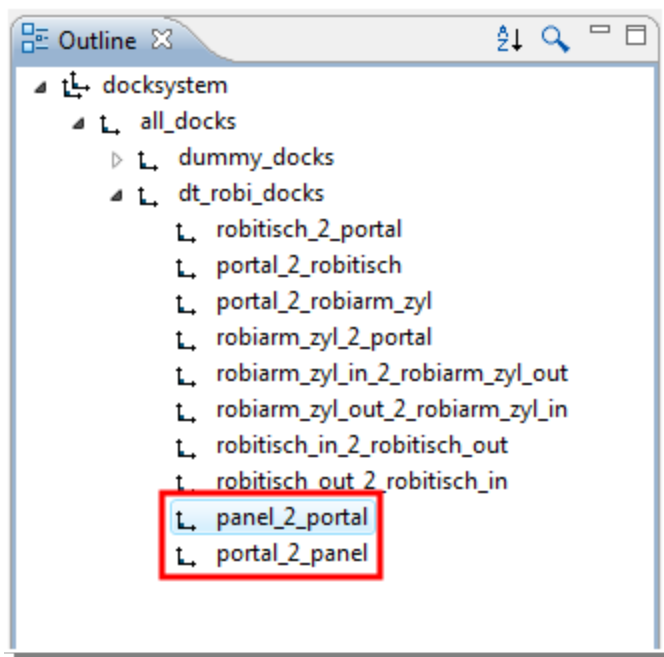 Outline
docksystem
all_docks
dummy_docks
dt_robi_docks
robitisch_2_portal
portal_2_robitisch
portal_2_robiarm_zyl
robiarm_zyl_2_portal
robiarm_zyl_in_2_robiarm_zyl_out
robiarm_zyl_out_2_robiarm_zyl_in
robitisch_in_2_robitisch_out
robitisch_out_2_robitisch_in
panel_2_portal
portal_2_panel